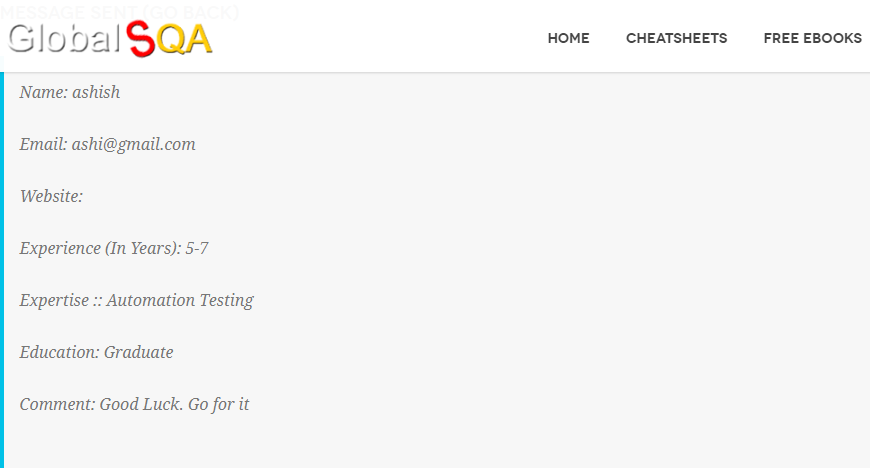 MESSAGE SENT (GO BACK)
GlobalSQA
HOME CHEATSHEETS FREE EBOOKS
Name: ashish
Email: ashi@gmail.com
Website:
Experience (In Years): 5-7
Expertise :: Automation Testing
Education: Graduate
Comment: Good Luck. Go for it